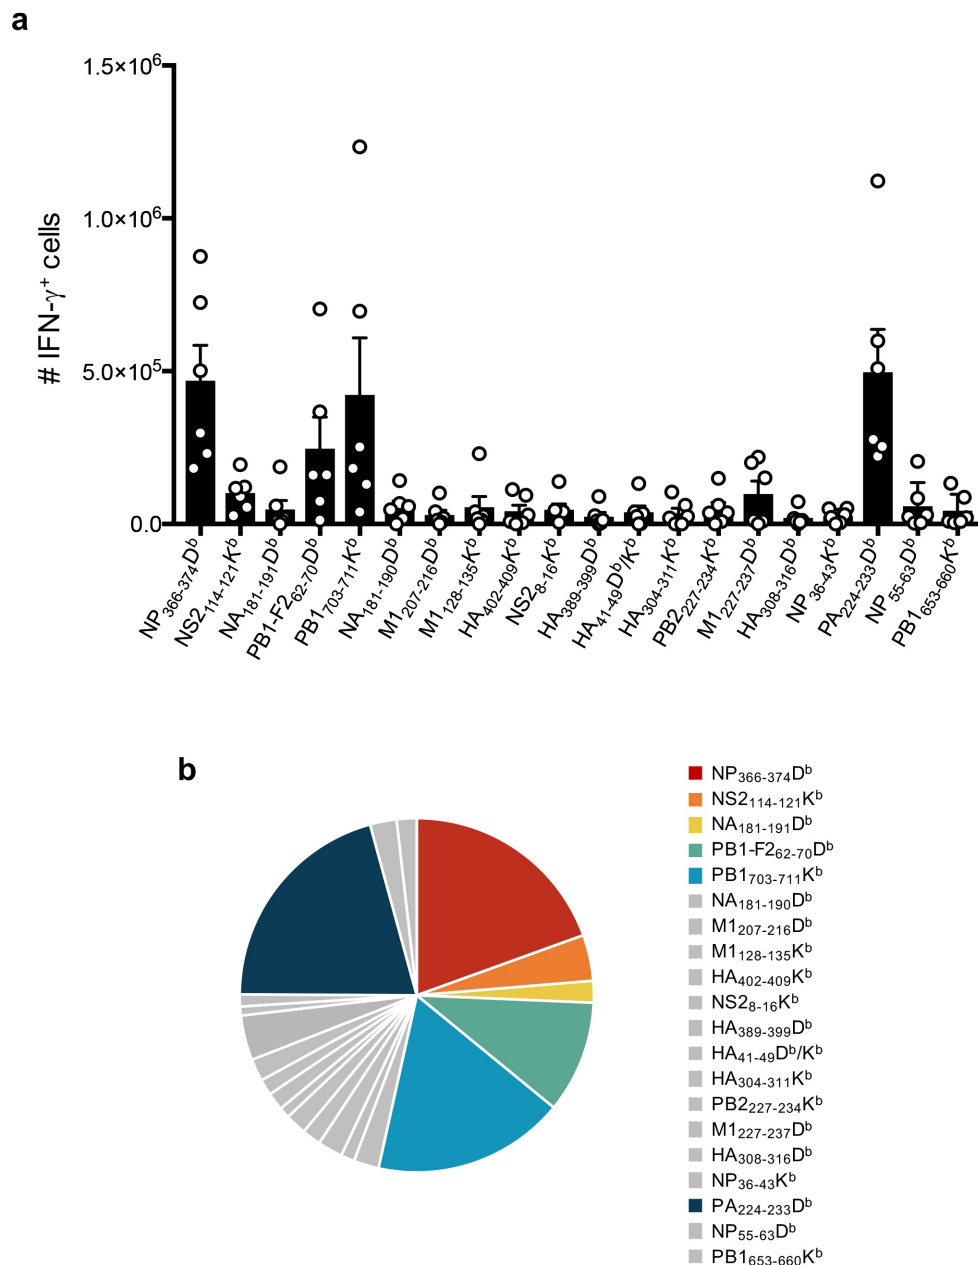 a
1.5×10⁶
1.0×10⁶
5.0×10⁵
0.0
# IFN-γ⁺ cells
NP₃₆₆₋₃₇₄Dᵇ
NS2₁₁₄₋₁₂₁Kᵇ
NA₁₈₁₋₁₉₁Dᵇ
PB1-F2₆₂₋₇₀Dᵇ
PB1₇₀₃₋₇₁₁Kᵇ
NA₁₈₁₋₁₉₀Dᵇ
M1₂₀₇₋₂₁₆Dᵇ
M1₁₂₈₋₁₃₅Kᵇ
HA₄₀₂₋₄₀₉Kᵇ
NS2₈₋₁₆Kᵇ
HA₃₈₉₋₃₉₉Dᵇ
HA₄₁₋₄₉Dᵇ/Kᵇ
HA₃₀₄₋₃₁₁Kᵇ
PB2₂₂₇₋₂₃₄Kᵇ
M1₂₂₇₋₂₃₇Dᵇ
HA₃₀₈₋₃₁₆Dᵇ
NP₃₆₋₄₃Kᵇ
PA₂₂₄₋₂₃₃Dᵇ
NP₅₅₋₆₃Dᵇ
PB1₆₅₃₋₆₆₀Kᵇ
b
NP₃₆₆₋₃₇₄Dᵇ
NS2₁₁₄₋₁₂₁Kᵇ
NA₁₈₁₋₁₉₁Dᵇ
PB1-F2₆₂₋₇₀Dᵇ
PB1₇₀₃₋₇₁₁Kᵇ
NA₁₈₁₋₁₉₀Dᵇ
M1₂₀₇₋₂₁₆Dᵇ
M1₁₂₈₋₁₃₅Kᵇ
HA₄₀₂₋₄₀₉Kᵇ
NS2₈₋₁₆Kᵇ
HA₃₈₉₋₃₉₉Dᵇ
HA₄₁₋₄₉Dᵇ/Kᵇ
HA₃₀₄₋₃₁₁Kᵇ
PB2₂₂₇₋₂₃₄Kᵇ
M1₂₂₇₋₂₃₇Dᵇ
HA₃₀₈₋₃₁₆Dᵇ
NP₃₆₋₄₃Kᵇ
PA₂₂₄₋₂₃₃Dᵇ
NP₅₅₋₆₃Dᵇ
PB1₆₅₃₋₆₆₀Kᵇ